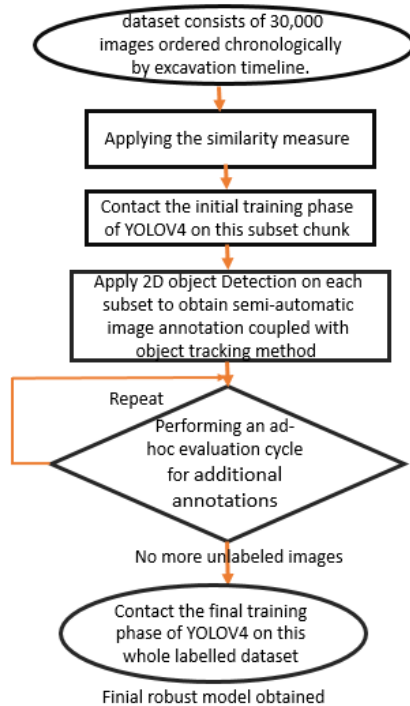 dataset consists of 30,000
images ordered chronologically
by excavation timeline.
Applying the similarity measure
Contact the initial training phase
of YOLOV4 on this subset chunk
Apply 2D object Detection on each
subset to obtain semi-automatic
image annotation coupled with
object tracking method
Repeat
Performing an ad-
hoc evaluation cycle
for additional
annotations
No more unlabeled images
Contact the final training
phase of YOLOV4 on this
whole labelled dataset
Finial robust model obtained